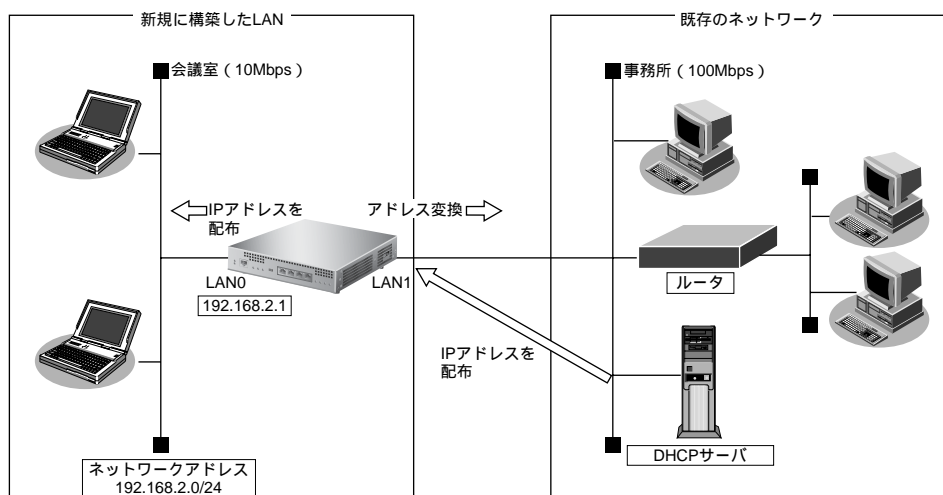 新規に構築したLAN
既存のネットワーク
会議室（10Mbps）
事務所（100Mbps）
IPアドレスを
配布
アドレス変換
LAN0
LAN1
192.168.2.1
ルータ
IPアドレスを
配布
DHCPサーバ
ネットワークアドレス
192.168.2.0/24